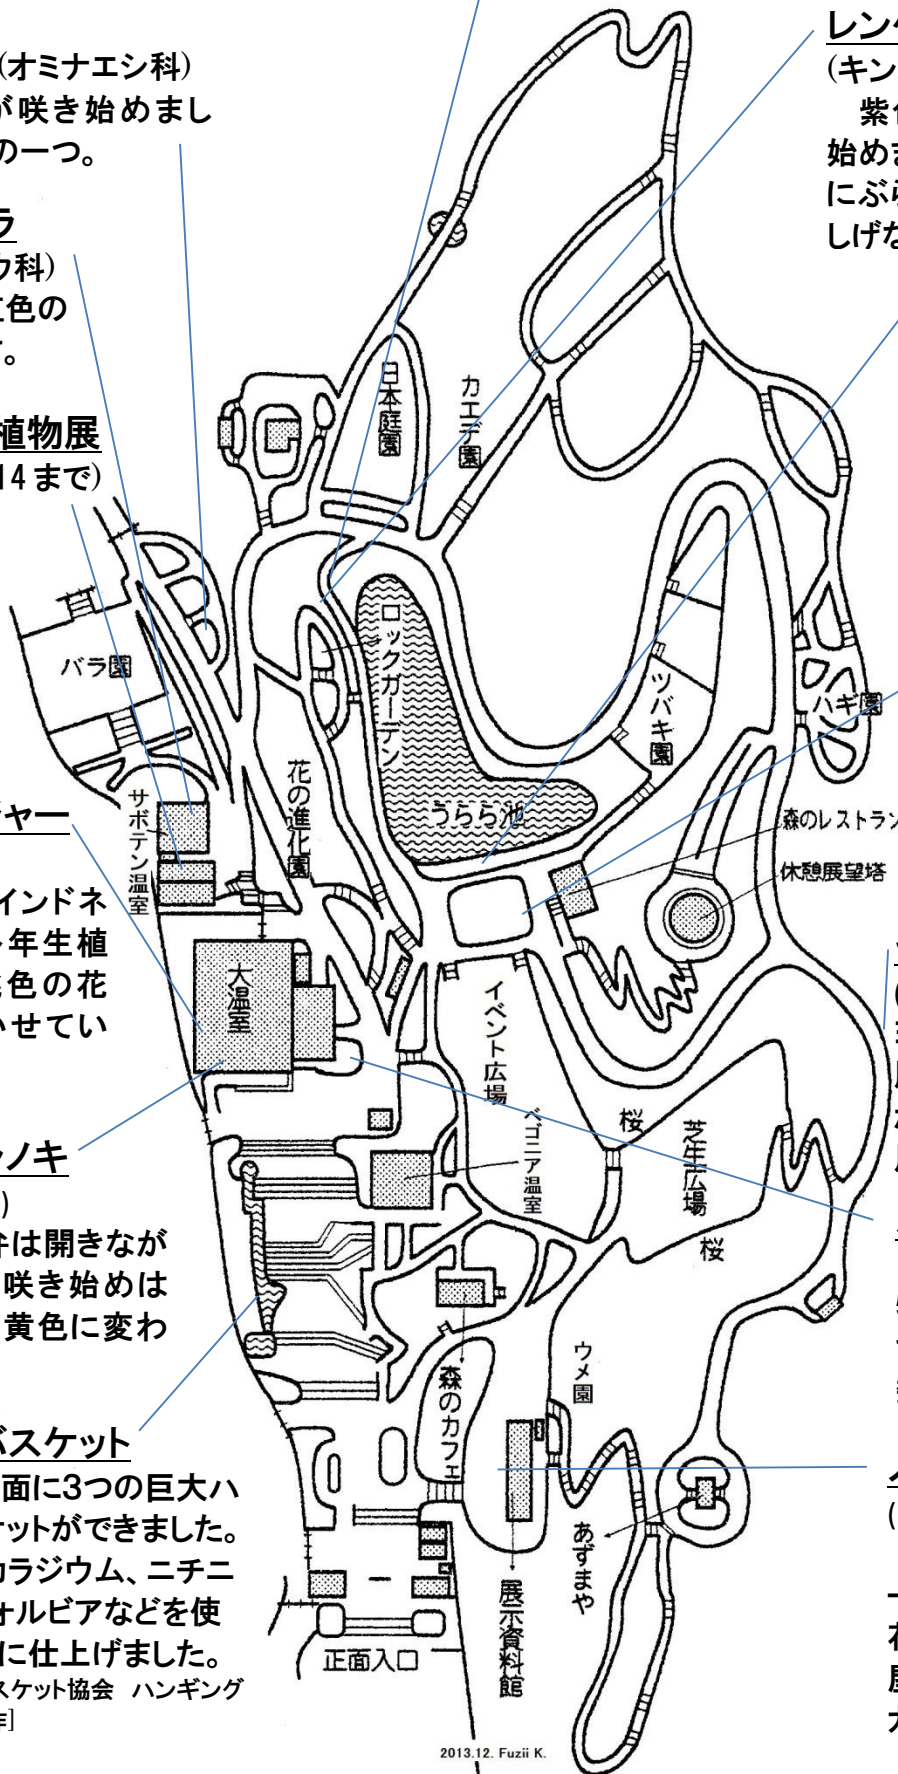 (オミナエシ科)
が咲き始めまし
の一つ。
ラ
ウ科)
色の
。
植物展
14まで)
ジャー
インドネ
年生植
色の花
かせてい
ノキ
)
弁は開きなが
咲き始めは
黄色に変わ
バスケット
面に3つの巨大ハ
ケットができました。
カラジウム、ニチニ
ォルビアなどを使
に仕上げました。
スケット協会 ハンギング
作]
レンゲ
(キン
紫
始めま
にぶら
しげな
日本庭園
カエデ園
ロックガーデン
バラ園
ツバキ園
ハギ園
花の進化園
うらら池
サボテン温室
森のレストラン
休憩展望塔
大温室
イベント広場
ベゴニア温室
桜
芝生広場
桜
ウメ園
森のカフェ
あずまや
展示資料館
正面入口
2013.12. Fuzii K.